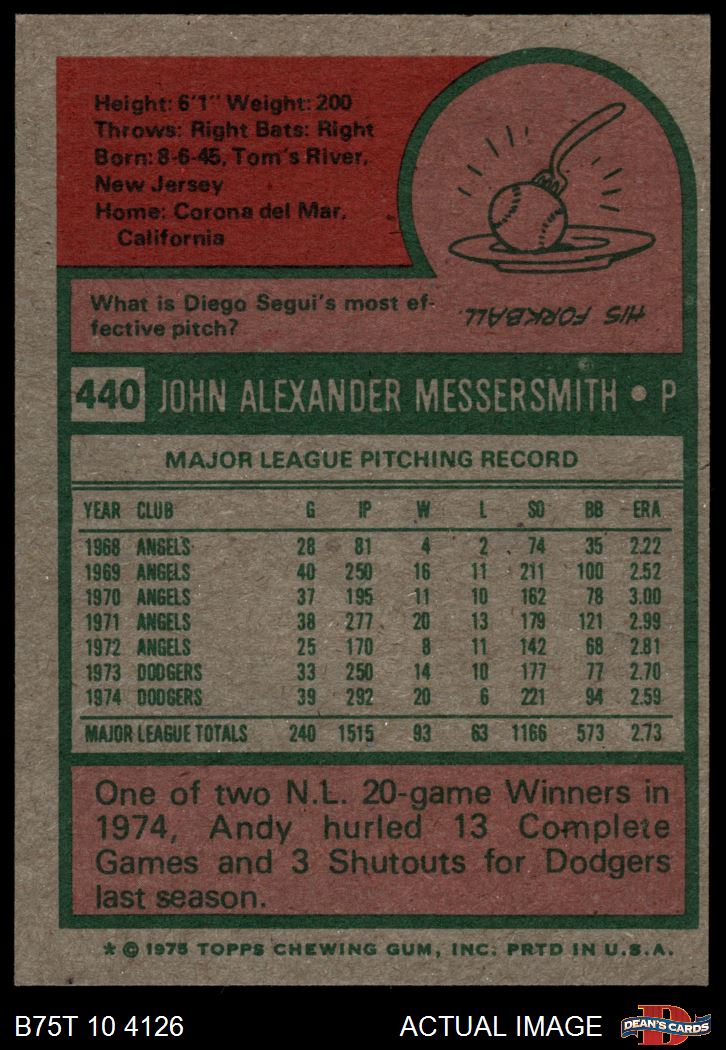 Height: 6'1" Weight: 200
Throws: Right Bats: Right
Born: 8-6-45, Tom's River,
New Jersey
Home: Corona del Mar,
California
What is Diego Segui's most ef-
fective pitch?
HIS FORKBALL.
440 JOHN ALEXANDER MESSERSMITH • P
MAJOR LEAGUE PITCHING RECORD
YEAR CLUB G IP W L SO BB ERA
1968 ANGELS 28 81 4 2 74 35 2.22
1969 ANGELS 40 250 16 11 211 100 2.52
1970 ANGELS 37 195 11 10 162 78 3.00
1971 ANGELS 38 277 20 13 179 121 2.99
1972 ANGELS 25 170 8 11 142 68 2.81
1973 DODGERS 33 250 14 10 177 77 2.70
1974 DODGERS 39 292 20 6 221 94 2.59
MAJOR LEAGUE TOTALS 240 1515 93 63 1166 573 2.73
One of two N.L. 20-game Winners in
1974, Andy hurled 13 Complete
Games and 3 Shutouts for Dodgers
last season.
* © 1975 TOPPS CHEWING GUM, INC. PRTD IN U.S.A.
B75T 10 4126 ACTUAL IMAGE
DEAN'S CARDS